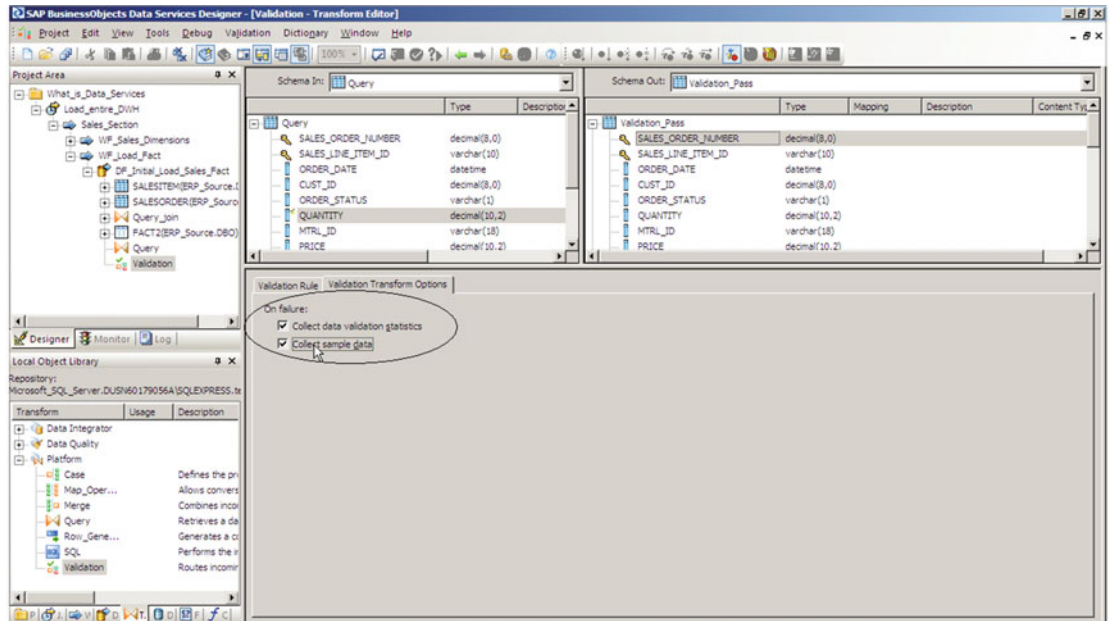 SAP BusinessObjects Data Services Designer - [Validation - Transform Editor]
Project Edit View Tools Debug Validation Dictionary Window Help
100%
Project Area
What_is_Data_Services
Load_entire_DWH
Sales_Section
WF_Sales_Dimensions
WF_Load_Fact
DF_Initial_Load_Sales_Fact
SALESITEM(ERP_Source.
SALESORDER(ERP_Sourc
Query_join
FACT2(ERP_Source.DBO)
Query
Validation
Designer Monitor Log
Schema In: Query
Type Description
Query
SALES_ORDER_NUMBER decimal(8,0)
SALES_LINE_ITEM_ID varchar(10)
ORDER_DATE datetime
CUST_ID decimal(8,0)
ORDER_STATUS varchar(1)
QUANTITY decimal(10,2)
MTRL_ID varchar(18)
PRICE decimal(10,2)
Schema Out: Validation_Pass
Type Mapping Description Content Ty
Validation_Pass
SALES_ORDER_NUMBER decimal(8,0)
SALES_LINE_ITEM_ID varchar(10)
ORDER_DATE datetime
CUST_ID decimal(8,0)
ORDER_STATUS varchar(1)
QUANTITY decimal(10,2)
MTRL_ID varchar(18)
PRICE decimal(10,2)
Validation Rule Validation Transform Options
On failure:
Collect data validation statistics
Collect sample data
Local Object Library
Repository:
Microsoft_SQL_Server.DUSN60179056A\SQLEXPRESS.te
Transform Usage Description
Data Integrator
Data Quality
Platform
Case Defines the pr
Map_Oper... Allows convers
Merge Combines inco
Query Retrieves a da
Row_Gene... Generates a c
SQL Performs the i
Validation Routes incomi
P J. V D T. D F C